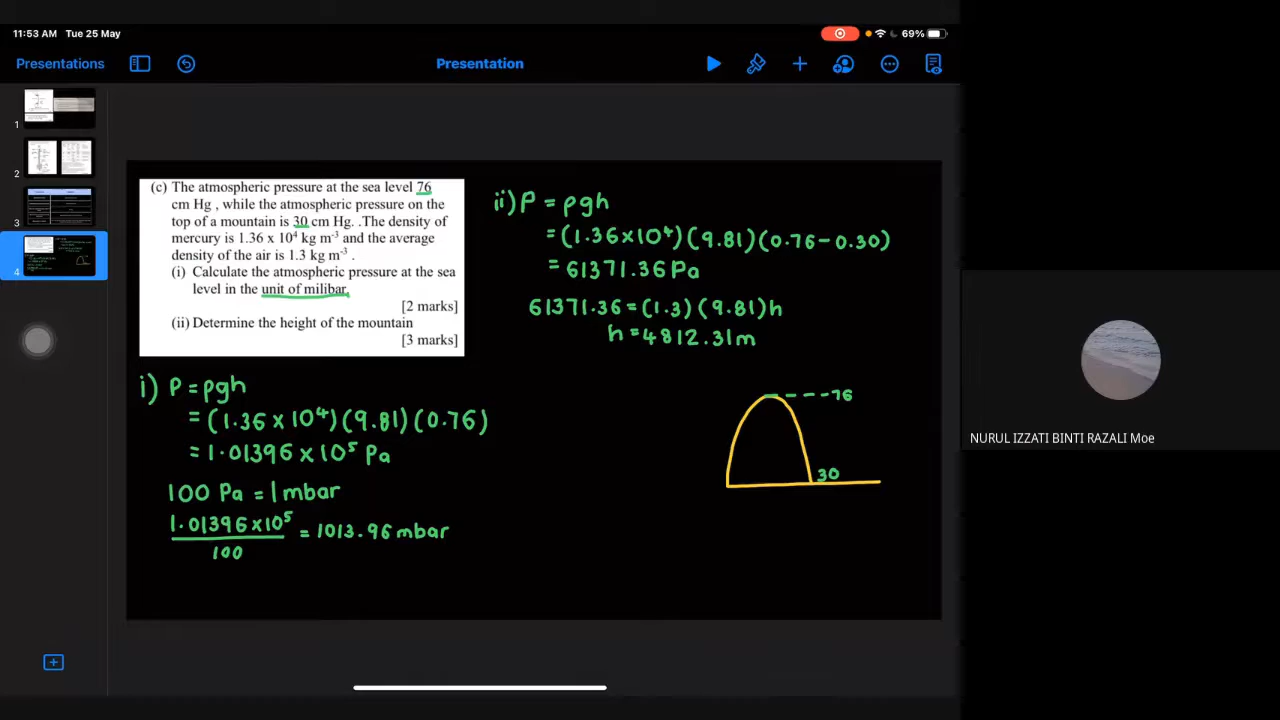 11:53 AM Tue 25 May
69%
Presentations
Presentation
1
2
3
4
(c) The atmospheric pressure at the sea level 76
cm Hg , while the atmospheric pressure on the
top of a mountain is 30 cm Hg. .The density of
mercury is 1.36 x 10⁴ kg m⁻³ and the average
density of the air is 1.3 kg m⁻³ .
(i) Calculate the atmospheric pressure at the sea
level in the unit of milibar.
[2 marks]
(ii) Determine the height of the mountain
[3 marks]
i) P = ρgh
= (1.36 × 10⁴) (9.81) (0.76)
= 1.01396 × 10⁵ Pa
100 Pa = 1 mbar
1.01396 × 10⁵ = 1013.96 mbar
100
ii) P = ρgh
= (1.36×10⁴) (9.81) (0.76-0.30)
= 61371.36 Pa
61371.36 = (1.3) (9.81) h
h = 4812.31m
76
30
NURUL IZZATI BINTI RAZALI Moe